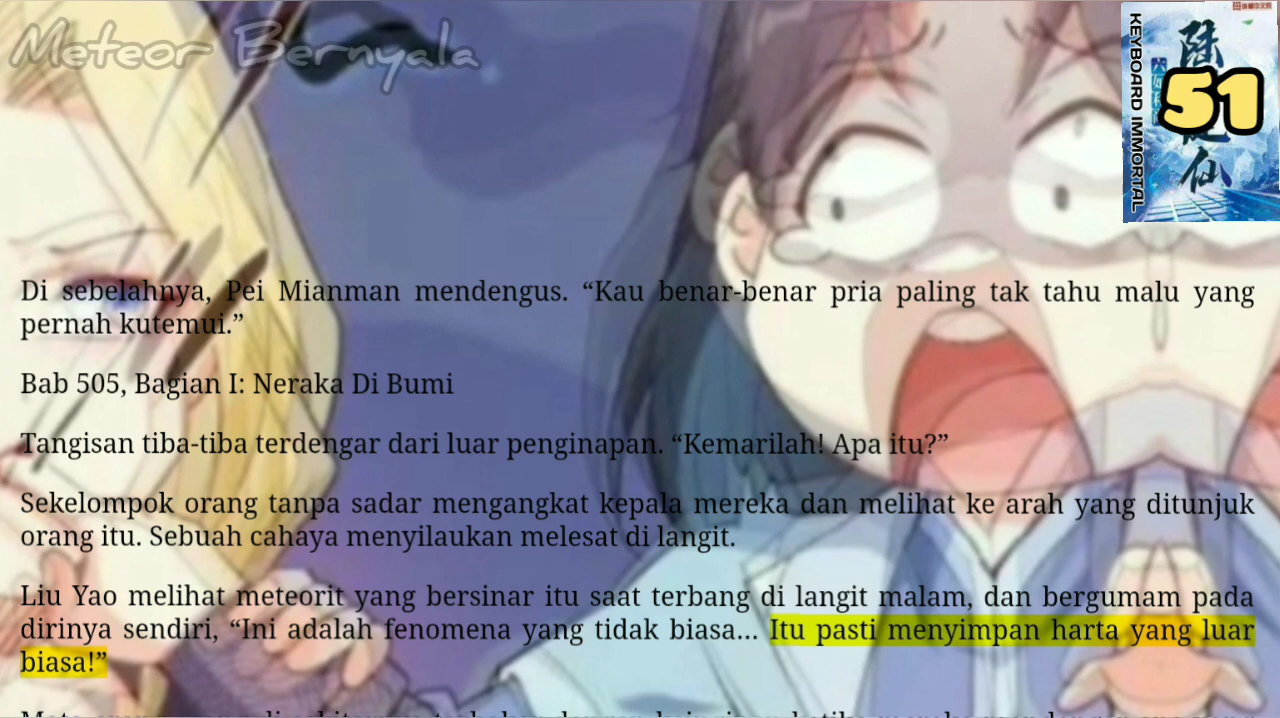 Meteor Bernyala
KEYBOARD IMMORTAL
51
仙
Di sebelahnya, Pei Mianman mendengus. “Kau benar-benar pria paling tak tahu malu yang
pernah kutemui.”
Bab 505, Bagian I: Neraka Di Bumi
Tangisan tiba-tiba terdengar dari luar penginapan. “Kemarilah! Apa itu?”
Sekelompok orang tanpa sadar mengangkat kepala mereka dan melihat ke arah yang ditunjuk
orang itu. Sebuah cahaya menyilaukan melesat di langit.
Liu Yao melihat meteorit yang bersinar itu saat terbang di langit malam, dan bergumam pada
dirinya sendiri, “Ini adalah fenomena yang tidak biasa... Itu pasti menyimpan harta yang luar
biasa!”